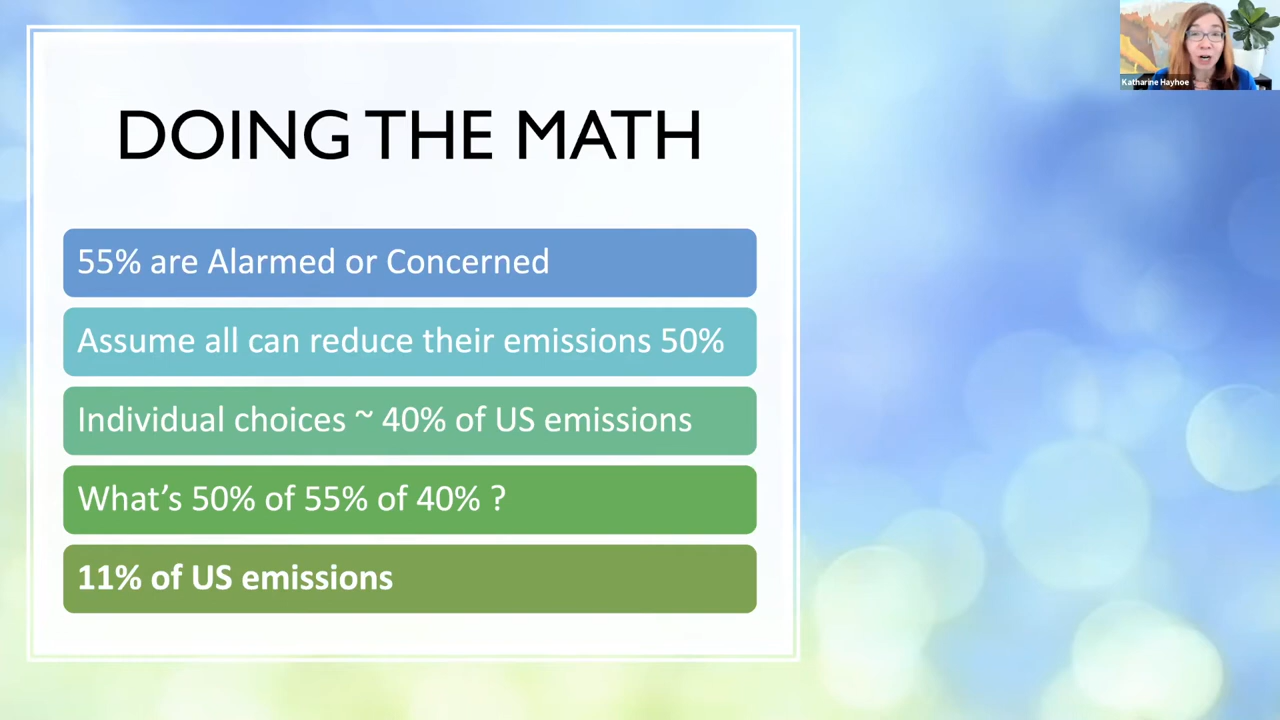 DOING THE MATH
55% are Alarmed or Concerned
Assume all can reduce their emissions 50%
Individual choices ~ 40% of US emissions
What’s 50% of 55% of 40% ?
11% of US emissions
Katharine Hayhoe